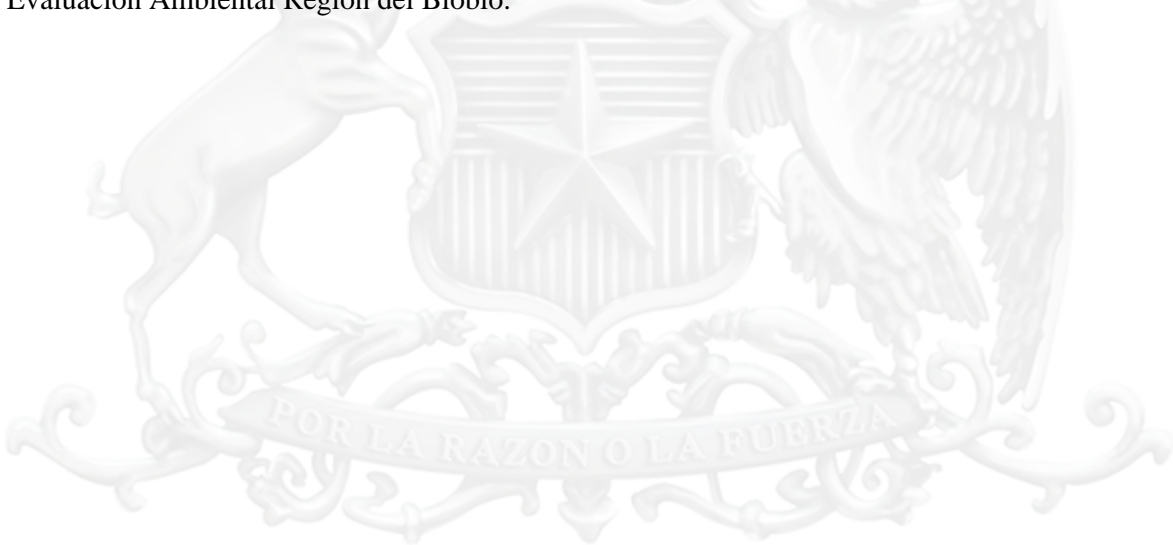 Evaluación Ambiental Región del Biobío.
POR LA RAZON O LA FUERZA